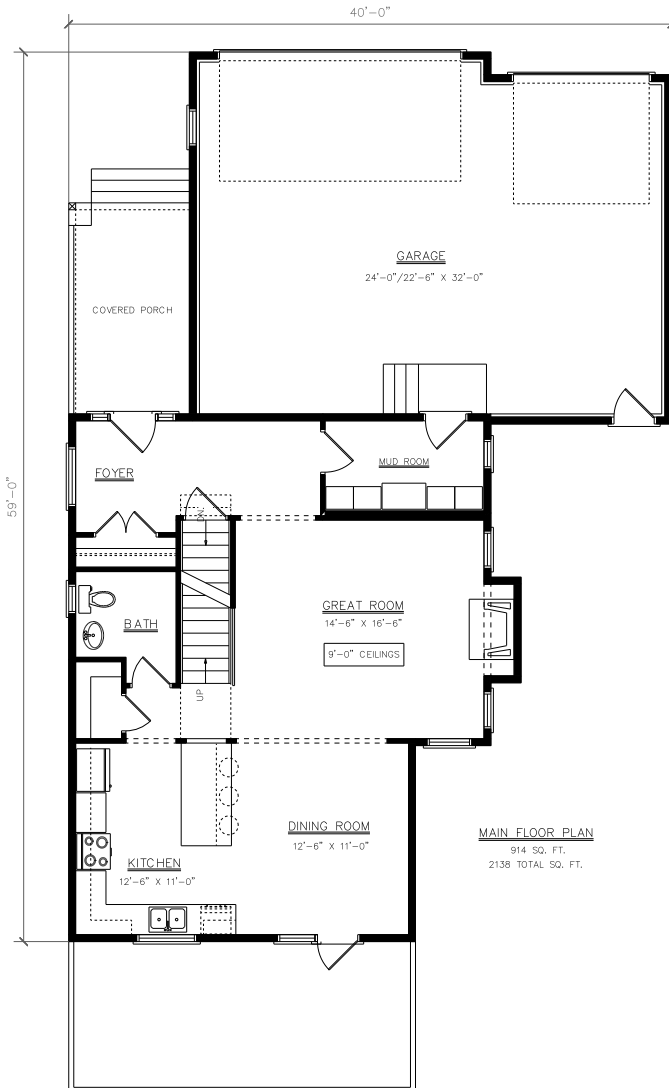 40'-0"
GARAGE
24'-0"/22'-6" X 32'-0"
COVERED PORCH
59'-0"
FOYER
MUD ROOM
DN
GREAT ROOM
14'-6" X 16'-6"
9'-0" CEILINGS
BATH
UP
DINING ROOM
12'-6" X 11'-0"
KITCHEN
12'-6" X 11'-0"
MAIN FLOOR PLAN
914 SQ. FT.
2138 TOTAL SQ. FT.